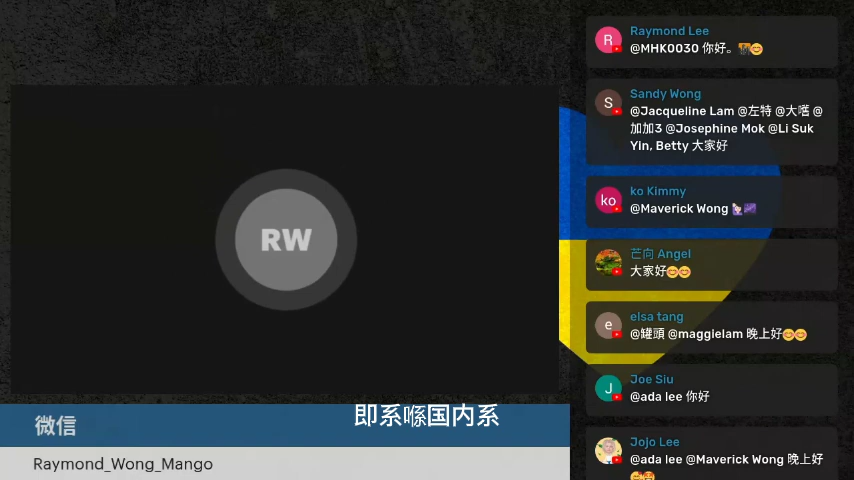 RW
即系喺国内系
微信
Raymond_Wong_Mango
Raymond Lee
@MHK0030 你好。
Sandy Wong
@Jacqueline Lam @左特 @大嚿 @
加加3 @Josephine Mok @Li Suk
Yin, Betty 大家好
ko Kimmy
@Maverick Wong
芒向 Angel
大家好😊😊
elsa tang
@罐頭 @maggielam 晚上好😊😊
Joe Siu
@ada lee 你好
Jojo Lee
@ada lee @Maverick Wong 晚上好
R
S
ko
e
J